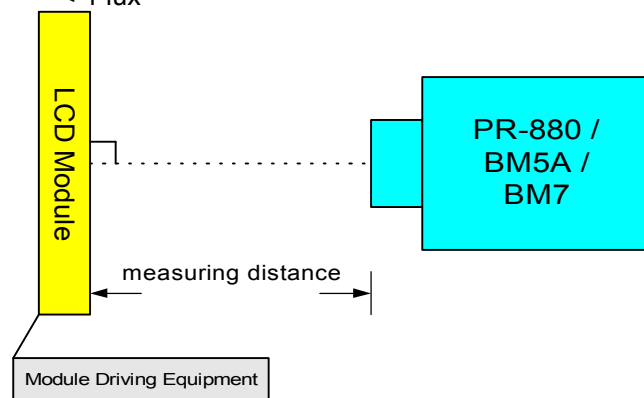 Flux
LCD Module
PR-880 /
BM5A /
BM7
measuring distance
Module Driving Equipment